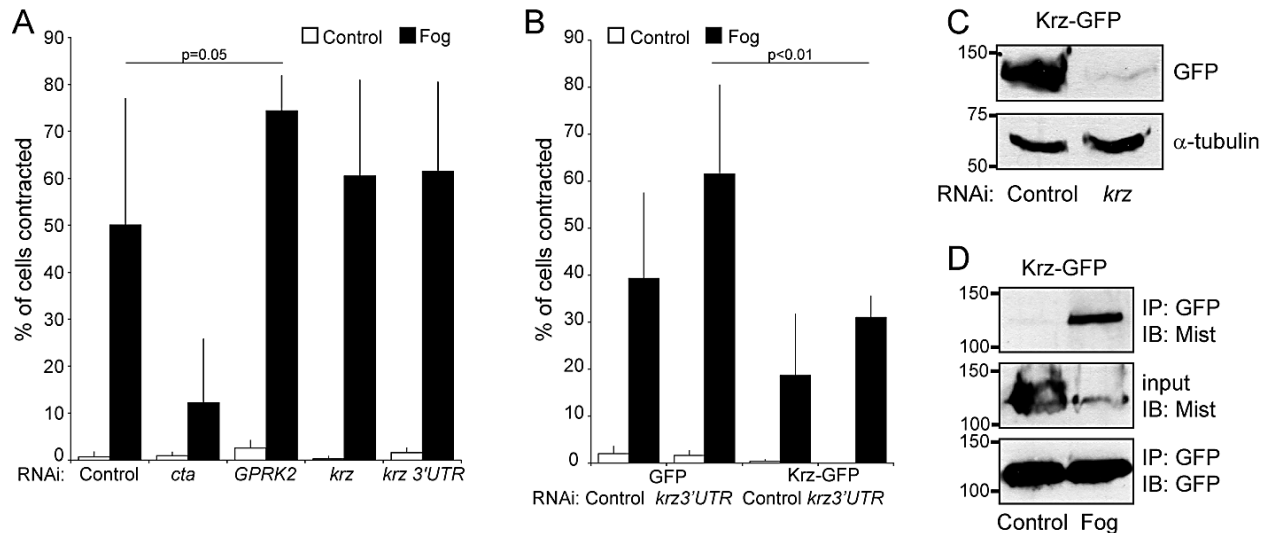 A
Control Fog
p=0.05
% of cells contracted
90
80
70
60
50
40
30
20
10
0
RNAi: Control cta GPRK2 krz krz 3'UTR
B
Control Fog
p<0.01
% of cells contracted
90
80
70
60
50
40
30
20
10
0
GFP Krz-GFP
RNAi: Control krz3'UTR Control krz3'UTR
C
Krz-GFP
150
GFP
75
α-tubulin
50
RNAi: Control krz
D
Krz-GFP
150
IP: GFP
IB: Mist
100
150
input
IB: Mist
100
150
IP: GFP
IB: GFP
100
Control Fog